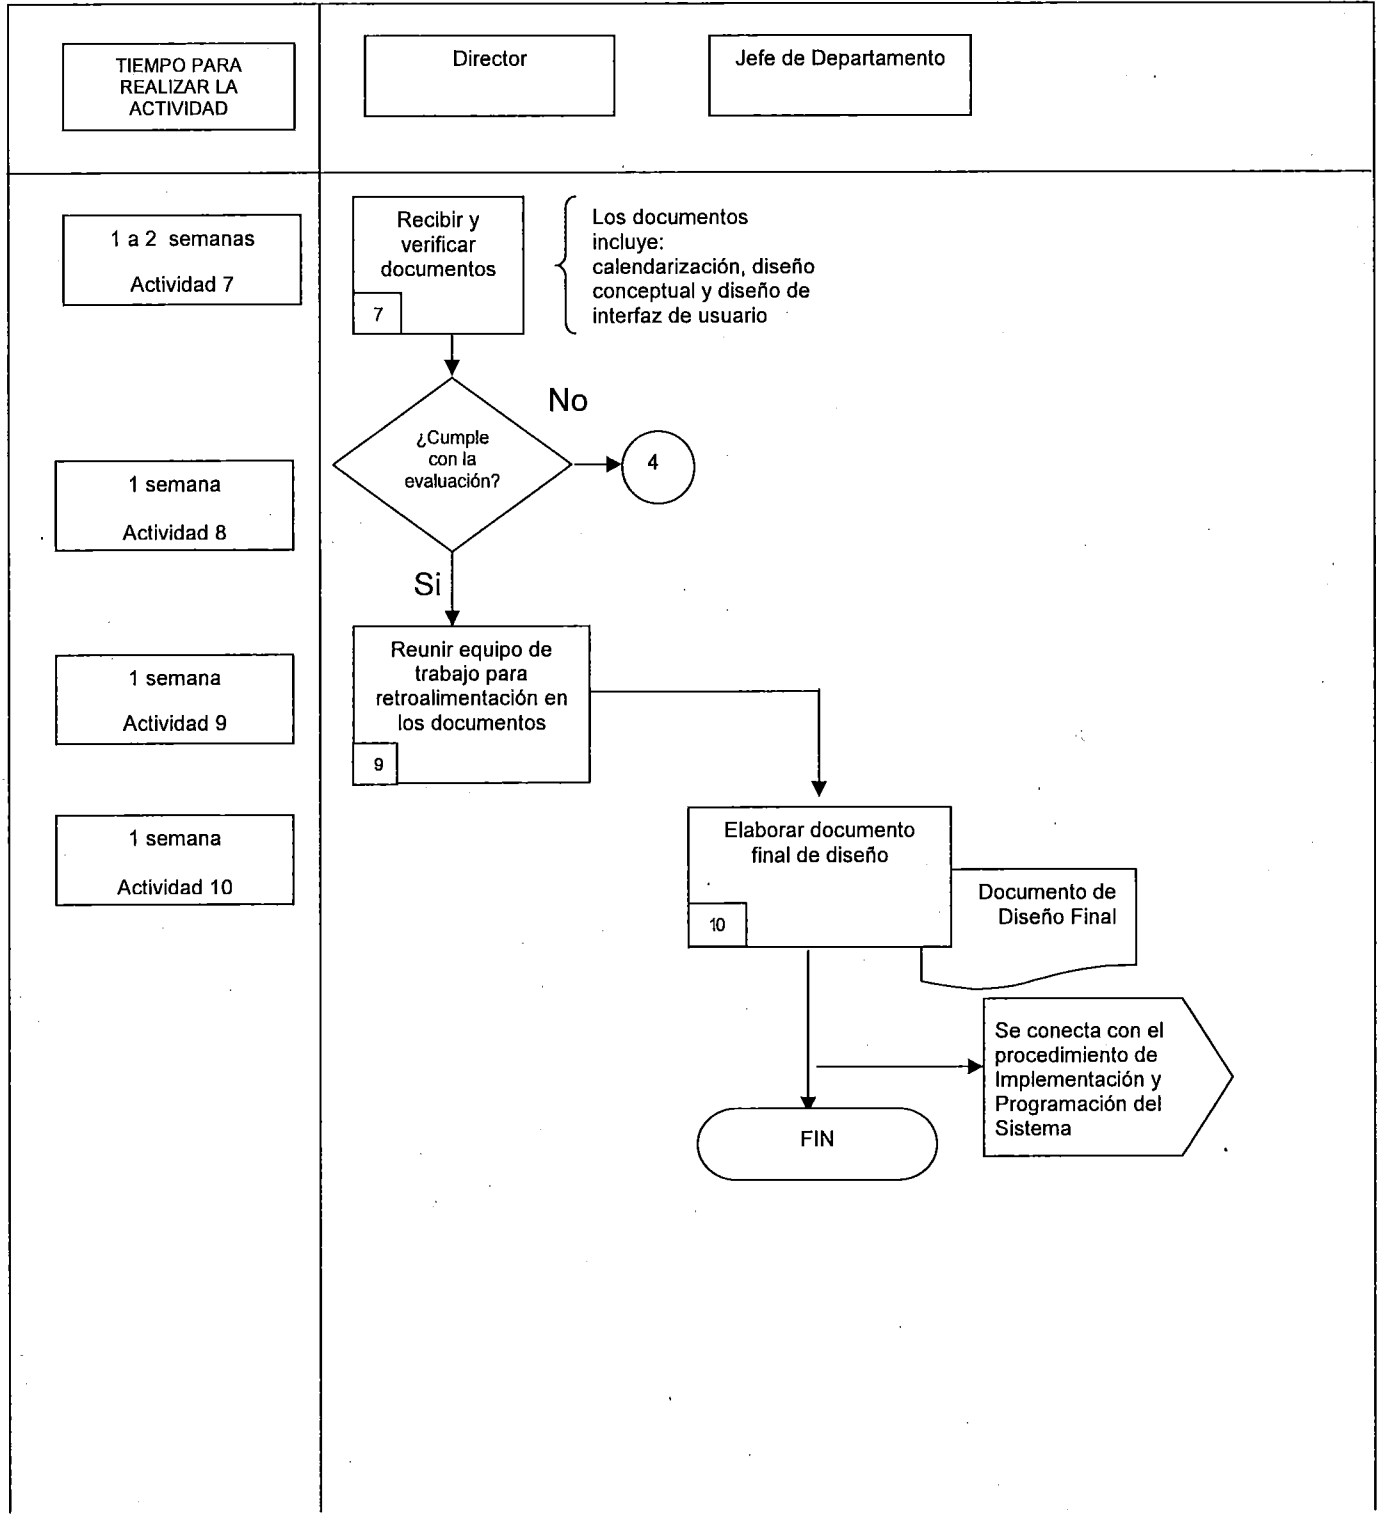 TIEMPO PARA
REALIZAR LA
ACTIVIDAD
Director
Jefe de Departamento
1 a 2 semanas
Actividad 7
Recibir y
verificar
documentos
7
Los documentos
incluye:
calendarización, diseño
conceptual y diseño de
interfaz de usuario
¿Cumple
con la
evaluación?
No
4
1 semana
Actividad 8
Si
Reunir equipo de
trabajo para
retroalimentación en
los documentos
9
1 semana
Actividad 9
1 semana
Actividad 10
Elaborar documento
final de diseño
10
Documento de
Diseño Final
Se conecta con el
procedimiento de
Implementación y
Programación del
Sistema
FIN